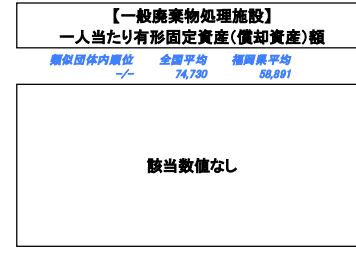 【一般廃棄物処理施設】
一人当たり有形固定資産(償却資産)額
類似団体内順位 全国平均 福岡県平均
-/- 74,730 58,891
該当数値なし